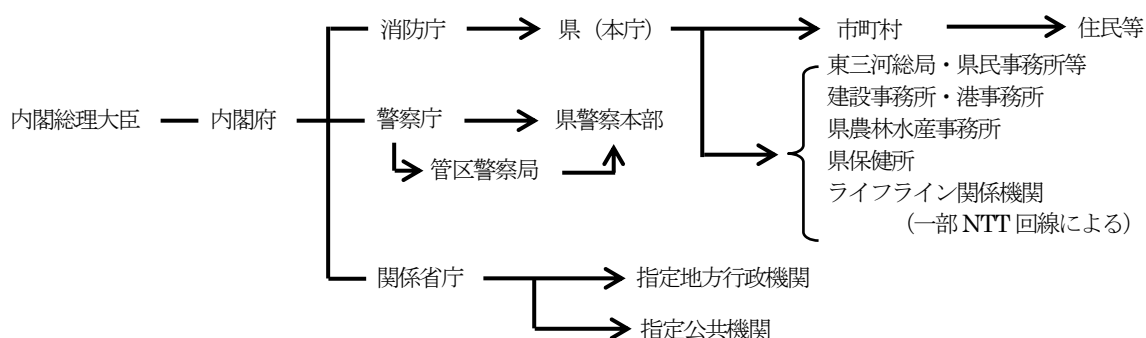 消防庁 県（本庁） 市町村 住民等
東三河総局・県民事務所等
建設事務所・港事務所
内閣総理大臣 内閣府 警察庁 県警察本部
県農林水産事務所
県保健所
管区警察局
ライフライン関係機関
（一部 NTT 回線による）
関係省庁 指定地方行政機関
指定公共機関